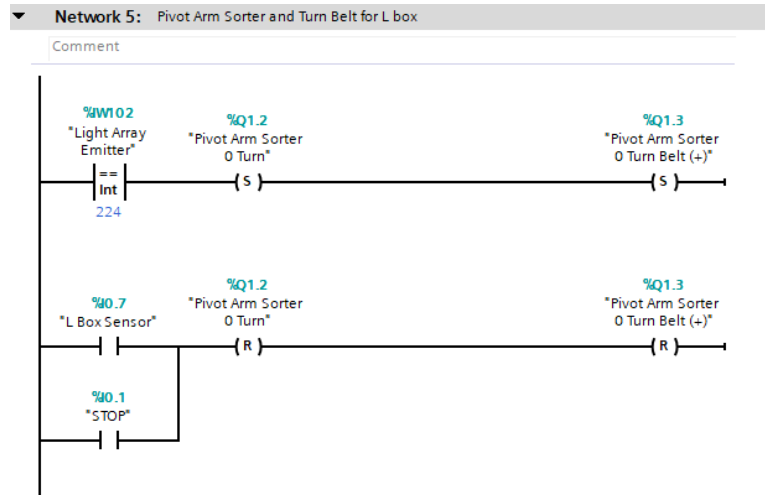 Network 5: Pivot Arm Sorter and Turn Belt for L box
Comment
%IW102
"Light Array
Emitter"
==
Int
224
%Q1.2
"Pivot Arm Sorter
0 Turn"
S
%Q1.3
"Pivot Arm Sorter
0 Turn Belt (+)"
S
%I0.7
"L Box Sensor"
%Q1.2
"Pivot Arm Sorter
0 Turn"
R
%Q1.3
"Pivot Arm Sorter
0 Turn Belt (+)"
R
%I0.1
"STOP"